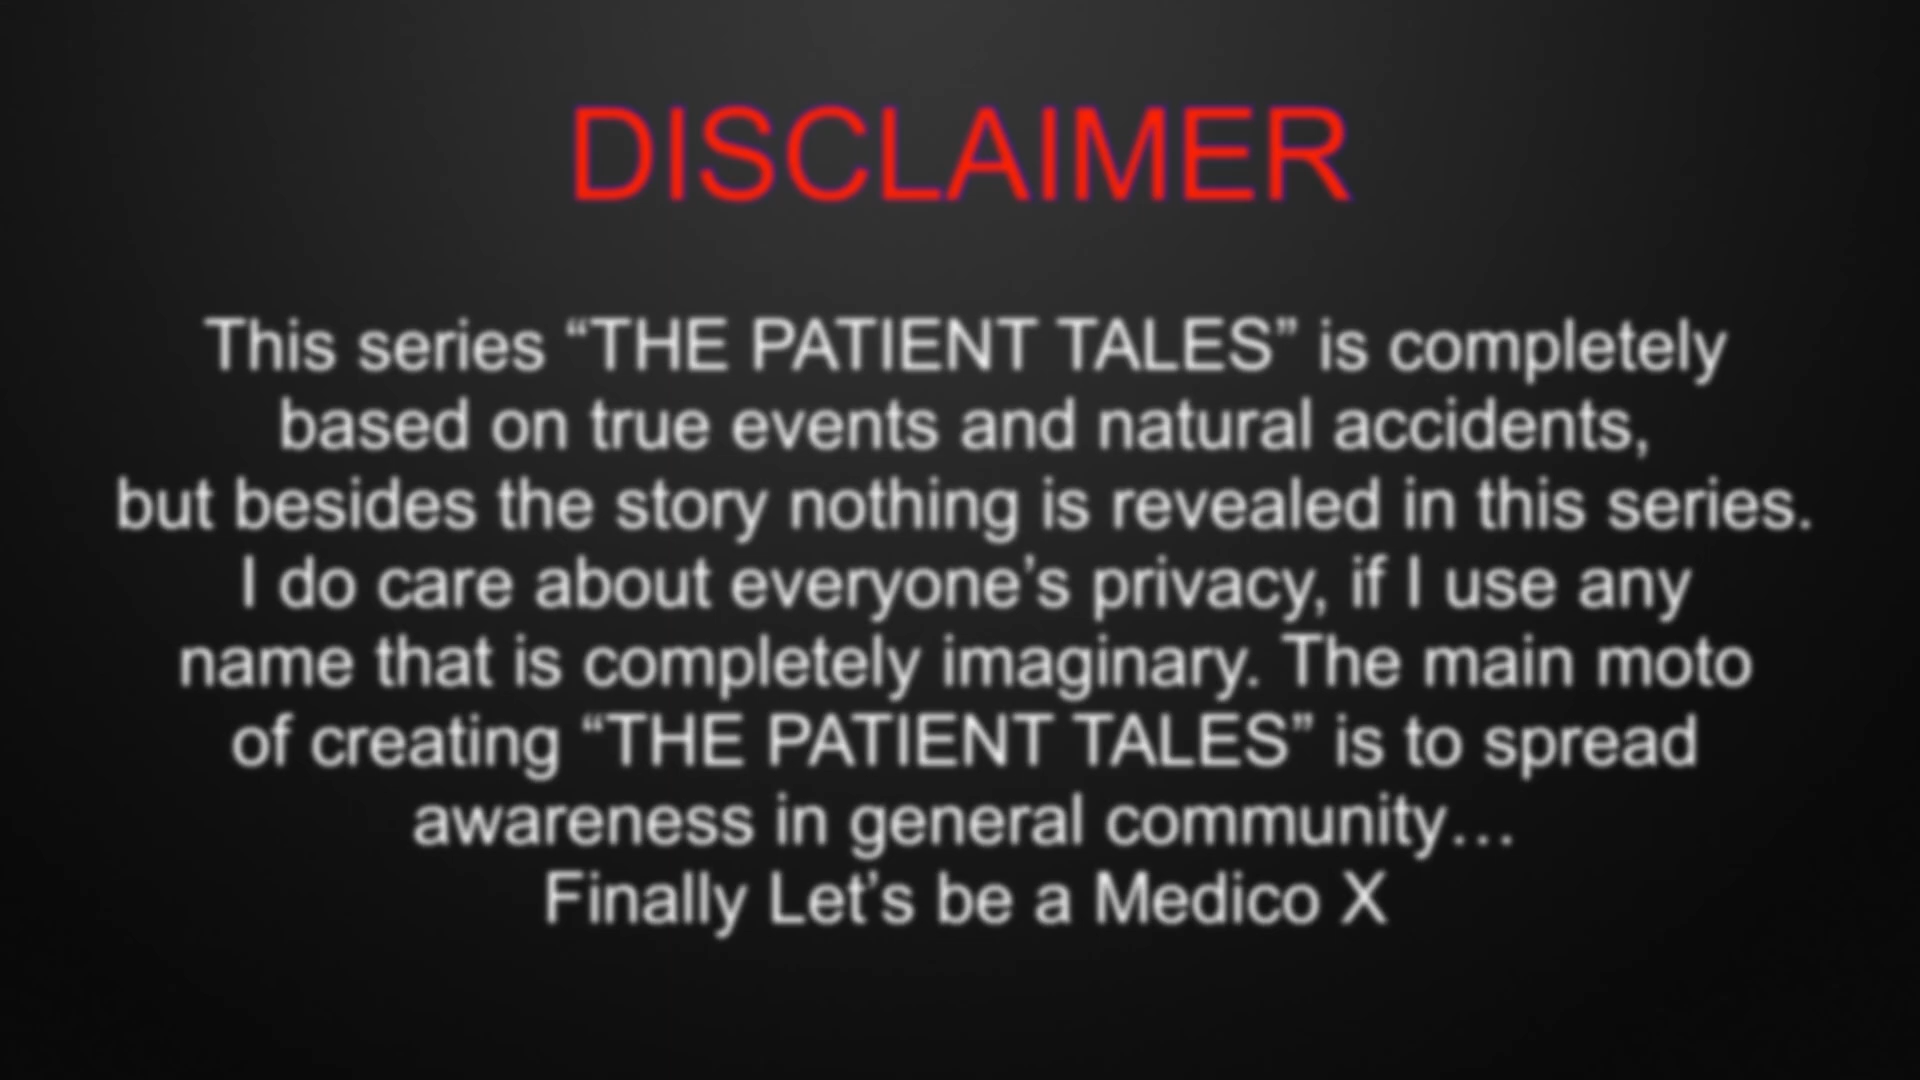 DISCLAIMER
This series “THE PATIENT TALES” is completely
based on true events and natural accidents,
but besides the story nothing is revealed in this series.
I do care about everyone’s privacy, if I use any
name that is completely imaginary. The main moto
of creating “THE PATIENT TALES” is to spread
awareness in general community…
Finally Let’s be a Medico X